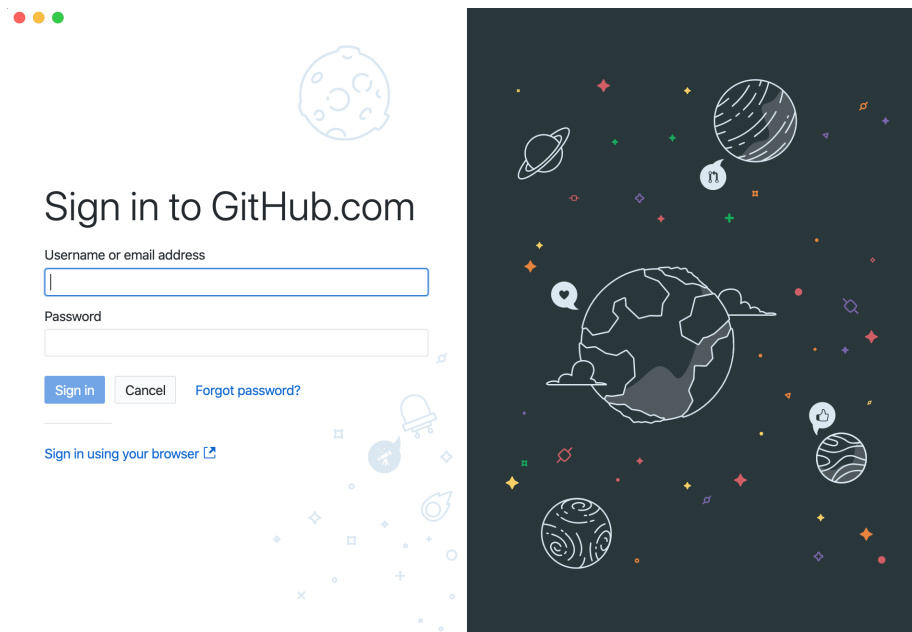 Sign in to GitHub.com
Username or email address
Password
Sign in
Cancel
Forgot password?
Sign in using your browser